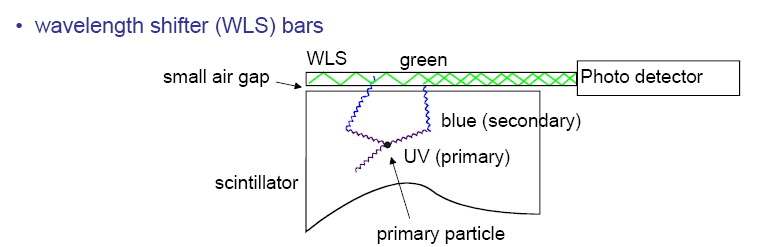 • wavelength shifter (WLS) bars
WLS
green
small air gap
Photo detector
blue (secondary)
UV (primary)
scintillator
primary particle